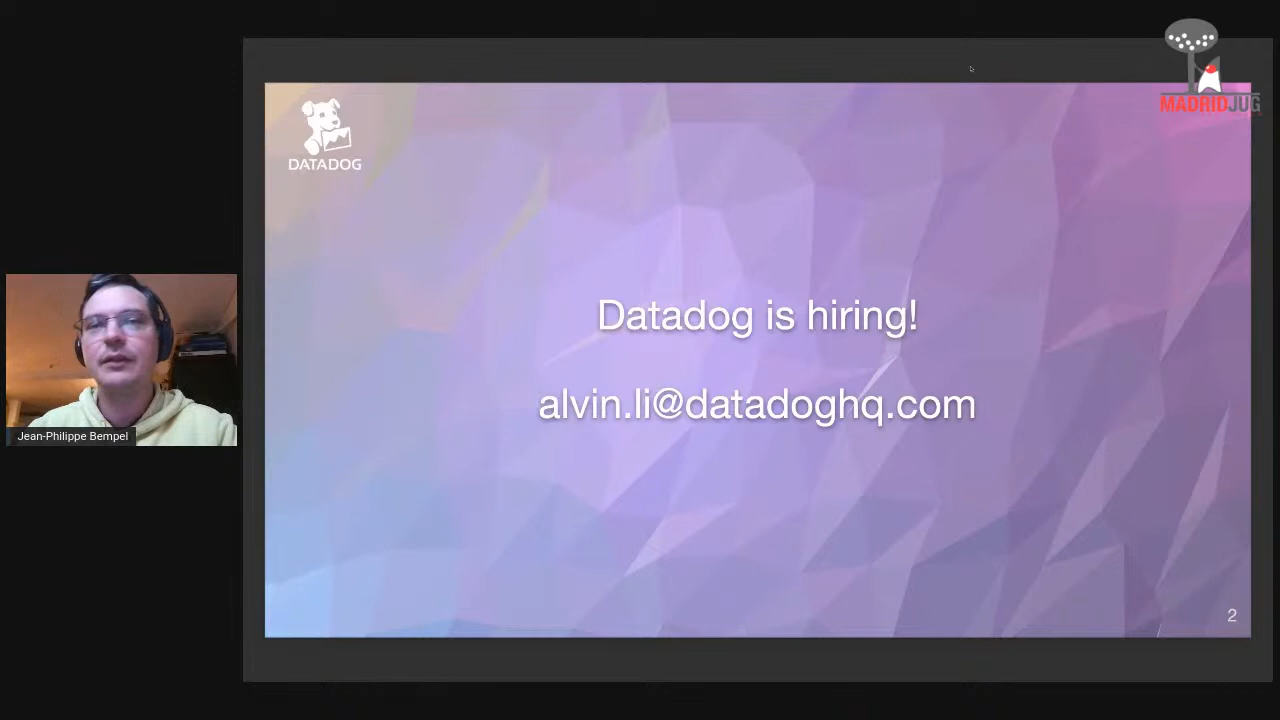 MADRIDJUG
DATADOG
Datadog is hiring!
alvin.li@datadoghq.com
Jean-Philippe Bempel
2